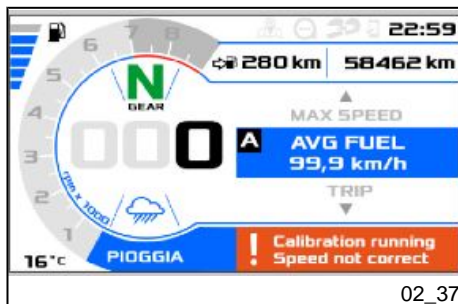 22:59
280 km 58462 km
8
7
6
5
4
3
2
1
rpm x 1000
N
GEAR
000
MAX SPEED
A AVG FUEL
99,9 km/h
TRIP
16°C
PIOGGIA
! Calibration running
Speed not correct
02_37